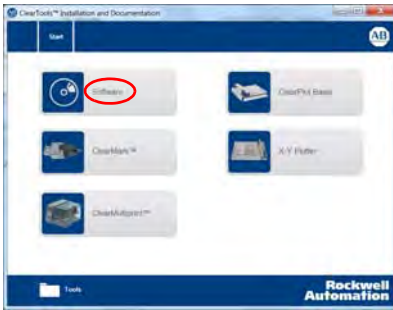 ClearTools™ Installation and Documentation
Start
AB
Software
ClearPlot Basic
ClearMark™
X-Y Plotter
ClearMultiprint™
Tools
Rockwell
Automation